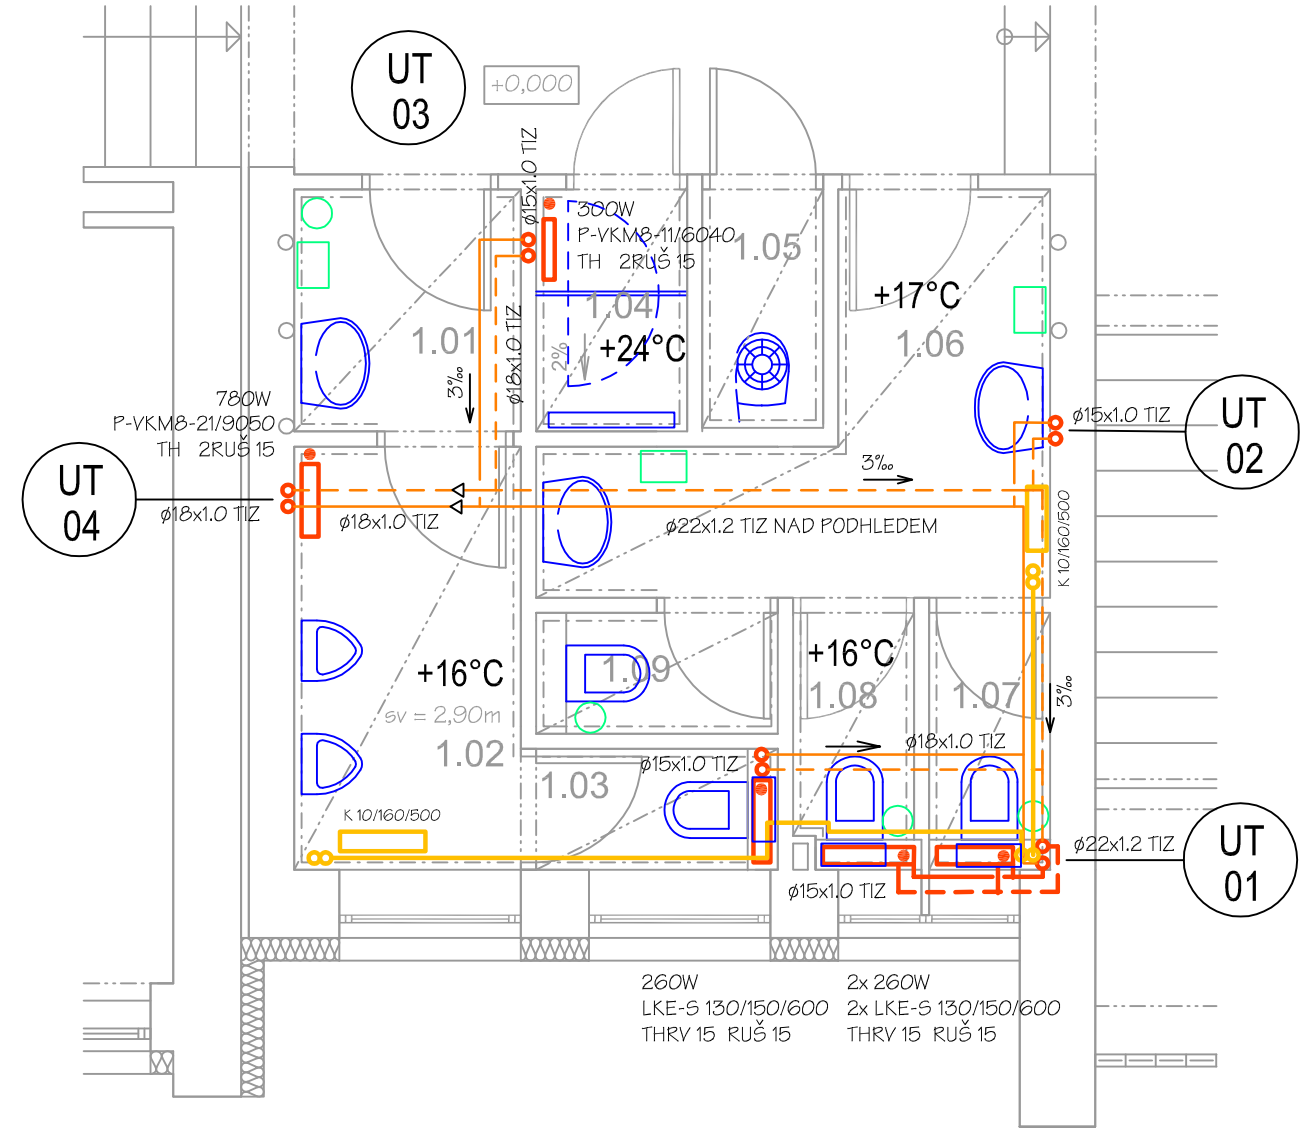 UT
03
+0,000
ø15x1.0 TIZ
300W
P-VKM8-11/6040
TH 2RUŠ 15
1.05
+17°C
1.06
1.01
1.04
+24°C
2%
ø18x1.0 TIZ
3‰
780W
P-VKM8-21/9050
TH 2RUŠ 15
UT
04
ø18x1.0 TIZ
ø18x1.0 TIZ
3‰
ø22x1.2 TIZ NAD PODHLEDEM
ø15x1.0 TIZ
UT
02
K 10/160/500
+16°C
sv = 2,90m
1.02
1.09
+16°C
1.08
1.07
3‰
ø18x1.0 TIZ
ø15x1.0 TIZ
1.03
K 10/160/500
ø22x1.2 TIZ
UT
01
ø15x1.0 TIZ
260W
LKE-S 130/150/600
THRV 15 RUŠ 15
2x 260W
2x LKE-S 130/150/600
THRV 15 RUŠ 15